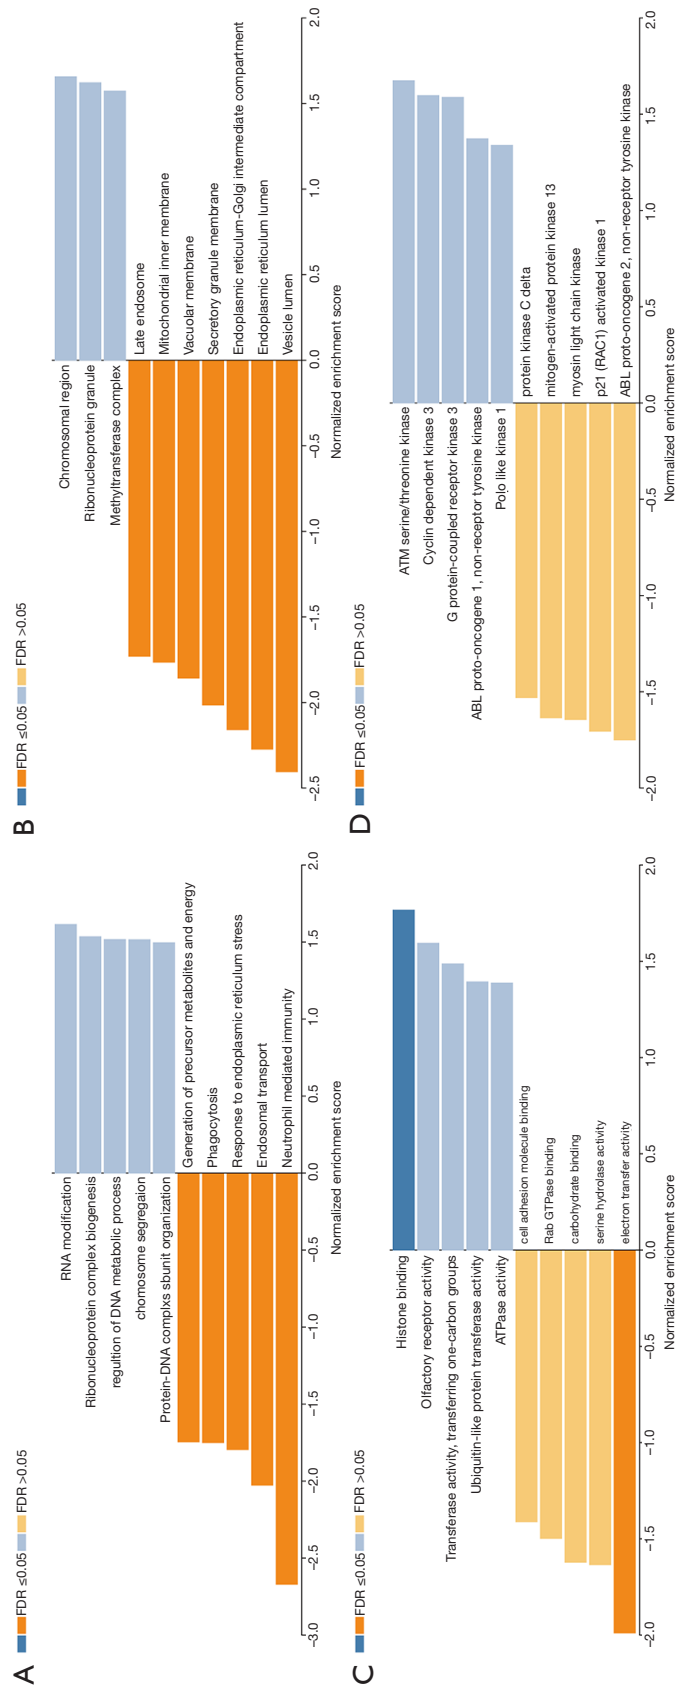 A
FDR ≤0.05 FDR >0.05
RNA modification
Ribonucleoprotein complex biogenesis
regultion of DNA metabolic process
chomosome segregaion
Protein-DNA complxs sbunit organization
Generation of precursor metabolites and energy
Phagocytosis
Response to endoplasmic reticulum stress
Endosomal transport
Neutrophil mediated immunity
−3.0 −2.5 −2.0 −1.5 −1.0 −0.5 0.0 0.5 1.0 1.5 2.0
Normalized enrichment score
B
FDR ≤0.05 FDR >0.05
Chromosomal region
Ribonucleoprotein granule
Methyltransferase complex
Late endosome
Mitochondrial inner membrane
Vacuolar membrane
Secretory granule membrane
Endoplasmic reticulum-Golgi intermediate compartment
Endoplasmic reticulum lumen
Vesicle lumen
−2.5 −2.0 −1.5 −1.0 −0.5 0.0 0.5 1.0 1.5 2.0
Normalized enrichment score
C
FDR ≤0.05 FDR >0.05
Histone binding
Olfactory receptor activity
Transferase activity, transferring one-carbon groups
Ubiquitin-like protein transferase activity
ATPase activity
cell adhesion molecule binding
Rab GTPase binding
carbohydrate binding
serine hydrolase activity
electron transfer activity
−2.0 −1.5 −1.0 −0.5 0.0 0.5 1.0 1.5 2.0
Normalized enrichment score
D
FDR ≤0.05 FDR >0.05
ATM serine/threonine kinase
Cyclin dependent kinase 3
G protein-coupled receptor kinase 3
ABL proto-oncogene 1, non-receptor tyrosine kinase
Polo like kinase 1
protein kinase C delta
mitogen-activated protein kinase 13
myosin light chain kinase
p21 (RAC1) activated kinase 1
ABL proto-oncogene 2, non-receptor tyrosine kinase
−2.0 −1.5 −1.0 −0.5 0.0 0.5 1.0 1.5 2.0
Normalized enrichment score